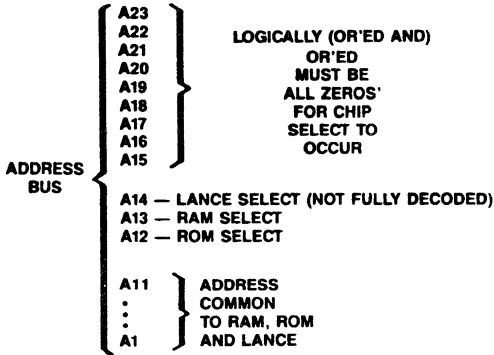 A23
A22
A21
A20
A19
A18
A17
A16
A15
LOGICALLY (OR'ED AND)
OR'ED
MUST BE
ALL ZEROS'
FOR CHIP
SELECT TO
OCCUR
ADDRESS
BUS
A14 — LANCE SELECT (NOT FULLY DECODED)
A13 — RAM SELECT
A12 — ROM SELECT
A11
A1
ADDRESS
COMMON
TO RAM, ROM
AND LANCE